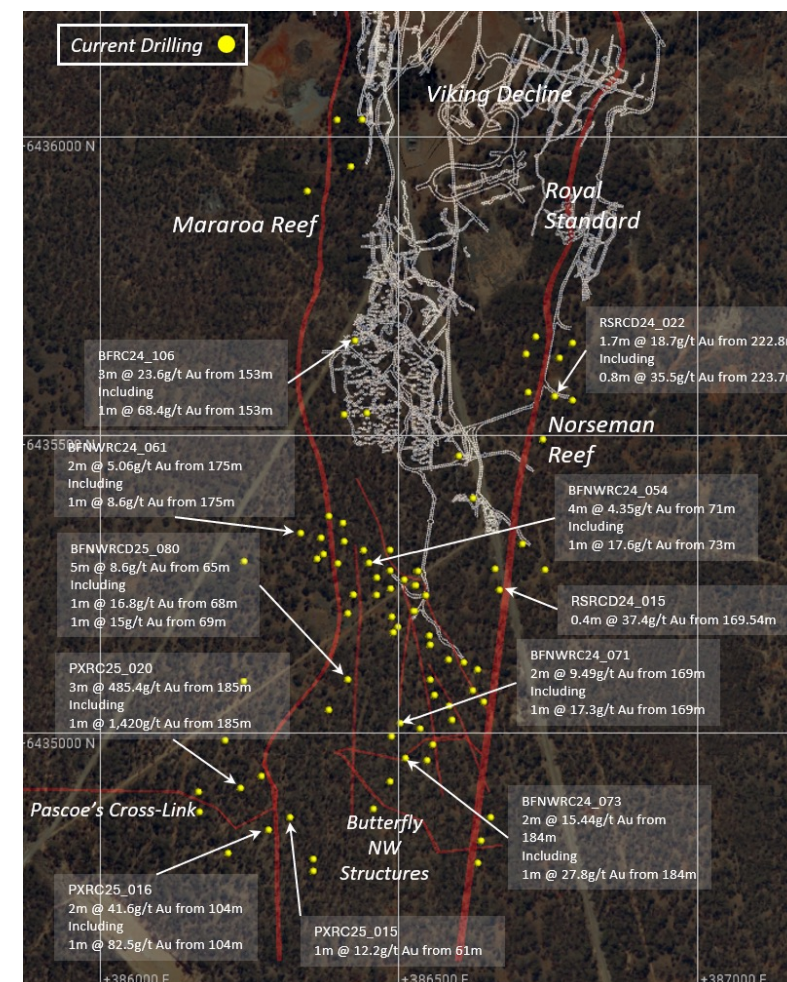 Current Drilling
Viking Decline
6436000 N
Royal
Standard
Mararoa Reef
RSRCD24_022
1.7m @ 18.7g/t Au from 222.8
Including
0.8m @ 35.5g/t Au from 223.7
BFRC24_106
3m @ 23.6g/t Au from 153m
Including
1m @ 68.4g/t Au from 153m
Norseman
Reef
6435500 N
BFNWRC24_061
2m @ 5.06g/t Au from 175m
Including
1m @ 8.6g/t Au from 175m
BFNWRC24_054
4m @ 4.35g/t Au from 71m
Including
1m @ 17.6g/t Au from 73m
BFNWRCD25_080
5m @ 8.6g/t Au from 65m
Including
1m @ 16.8g/t Au from 68m
1m @ 15g/t Au from 69m
RSRCD24_015
0.4m @ 37.4g/t Au from 169.54m
BFNWRC24_071
2m @ 9.49g/t Au from 169m
Including
1m @ 17.3g/t Au from 169m
PXRC25_020
3m @ 485.4g/t Au from 185m
Including
1m @ 1,420g/t Au from 185m
6435000 N
Pascoe's Cross-Link
Butterfly
NW
Structures
BFNWRC24_073
2m @ 15.44g/t Au from
184m
Including
1m @ 27.8g/t Au from 184m
PXRC25_016
2m @ 41.6g/t Au from 104m
Including
1m @ 82.5g/t Au from 104m
PXRC25_015
1m @ 12.2g/t Au from 61m
+386000 E
+386500 E
+387000 E